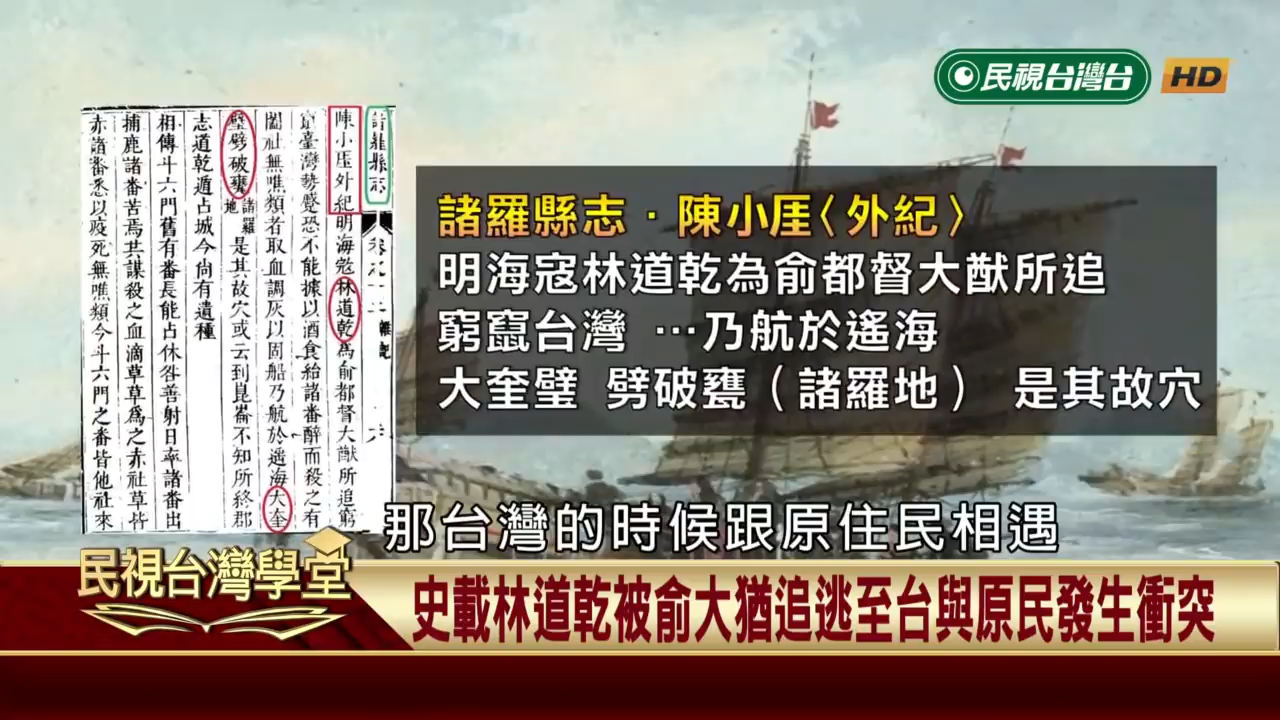 民視台灣台 HD
諸羅縣志
卷之十二 雜記
陳小厓外紀明海寇林道乾為俞都督大猷所追窮
竄臺灣勢蹙恐不能據以酒食給諸番醉而殺之有
闔社無噍類者取血調灰以固船乃航於遙海大奎
璧劈破甕諸羅地是其故穴或云到昆崙不知所終郡
志道乾遁占城今尚有遺種
相傳斗六門舊有番長能占休咎善射日率諸番出
捕鹿諸番苦焉共謀殺之血滴草草為之赤社草皆
赤諸番悉以疫死無噍類今斗六門之番皆他社來
諸羅縣志·陳小厓〈外紀〉
明海寇林道乾為俞都督大猷所追
窮竄台灣 …乃航於遙海
大奎璧 劈破甕（諸羅地） 是其故穴
那台灣的時候跟原住民相遇
民視台灣學堂
史載林道乾被俞大猶追逃至台與原民發生衝突